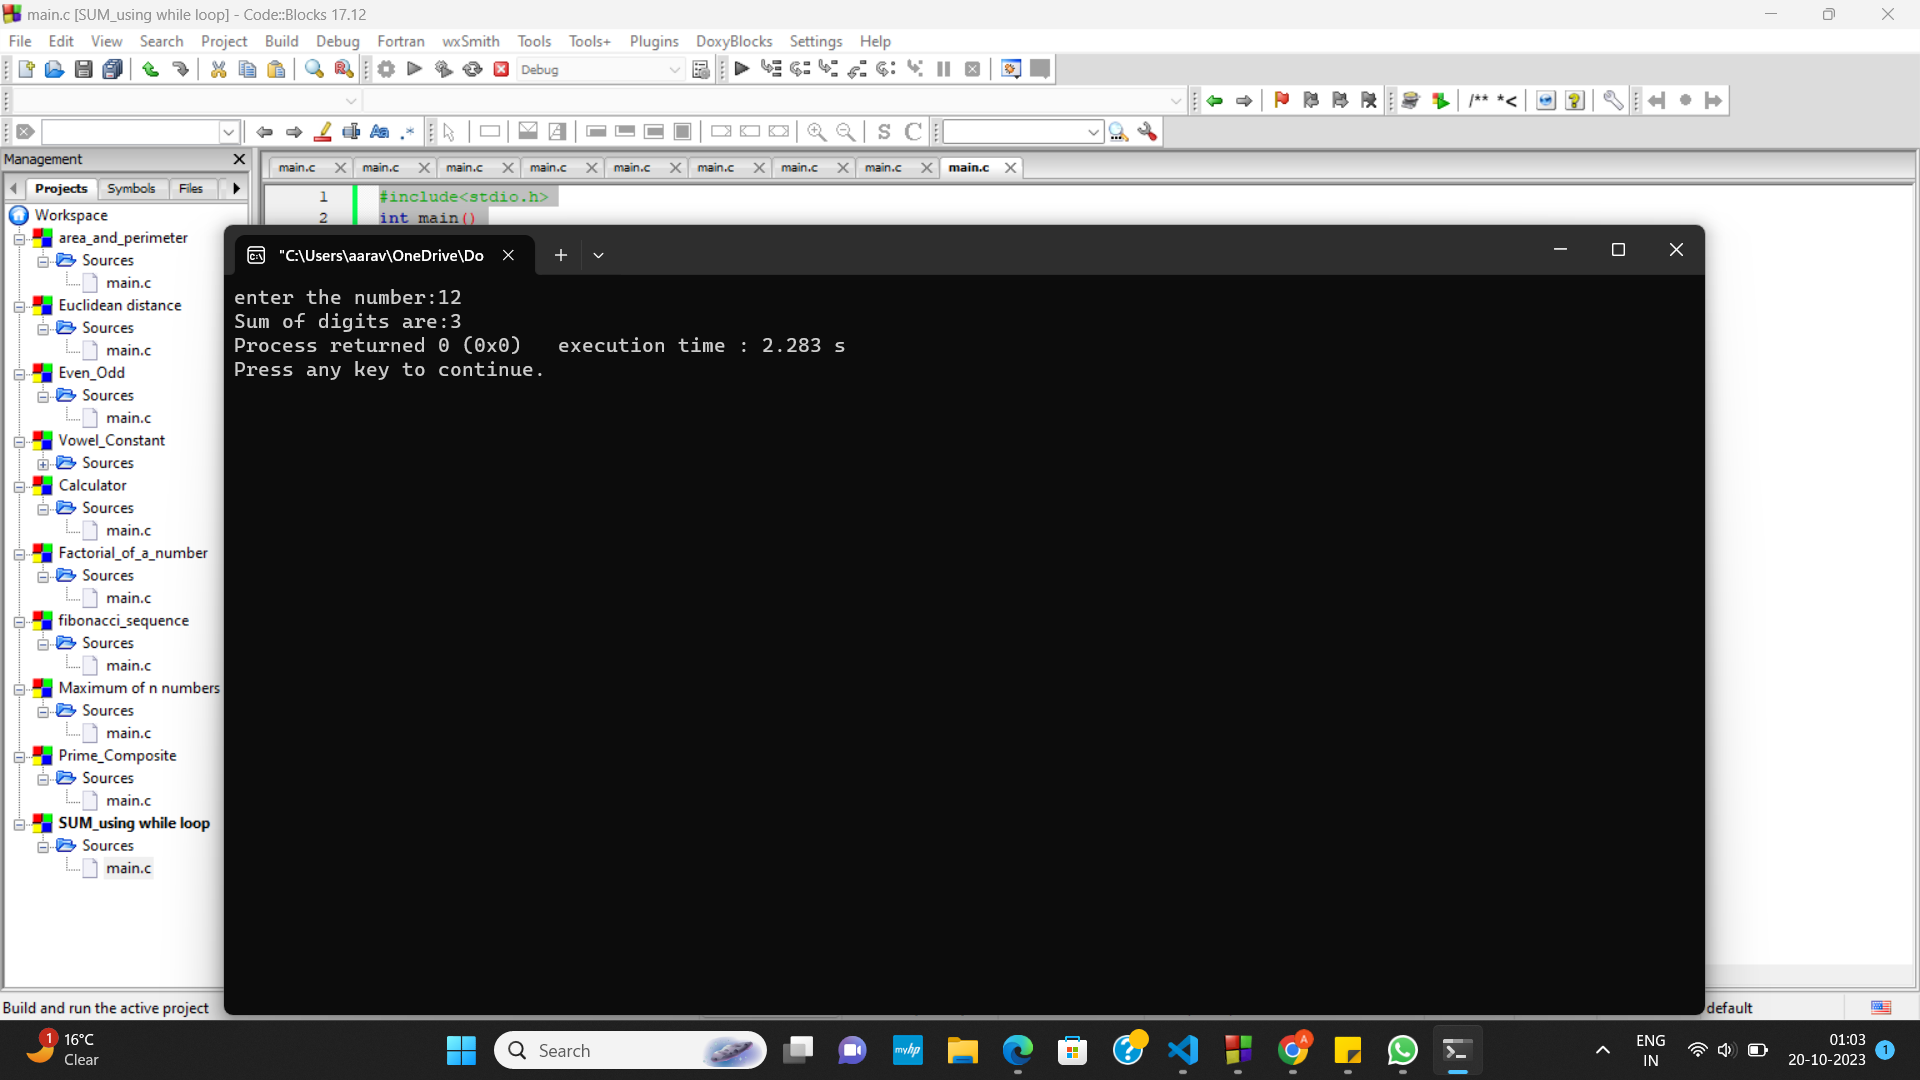 main.c [SUM_using while loop] - Code::Blocks 17.12
File Edit View Search Project Build Debug Fortran wxSmith Tools Tools+ Plugins DoxyBlocks Settings Help
Debug
/** *<
S C
Management
main.c main.c main.c main.c main.c main.c main.c main.c main.c
Projects Symbols Files
1 #include<stdio.h>
2 int main()
Workspace
area_and_perimeter
Sources
main.c
Euclidean distance
Sources
main.c
Even_Odd
Sources
main.c
Vowel_Constant
Sources
Calculator
Sources
main.c
Factorial_of_a_number
Sources
main.c
fibonacci_sequence
Sources
main.c
Maximum of n numbers
Sources
main.c
Prime_Composite
Sources
main.c
SUM_using while loop
Sources
main.c
"C:\Users\aarav\OneDrive\Do
enter the number:12
Sum of digits are:3
Process returned 0 (0x0)   execution time : 2.283 s
Press any key to continue.
Build and run the active project
default
1
16°C
Clear
Search
myhp
A
ENG
IN
01:03
20-10-2023
1